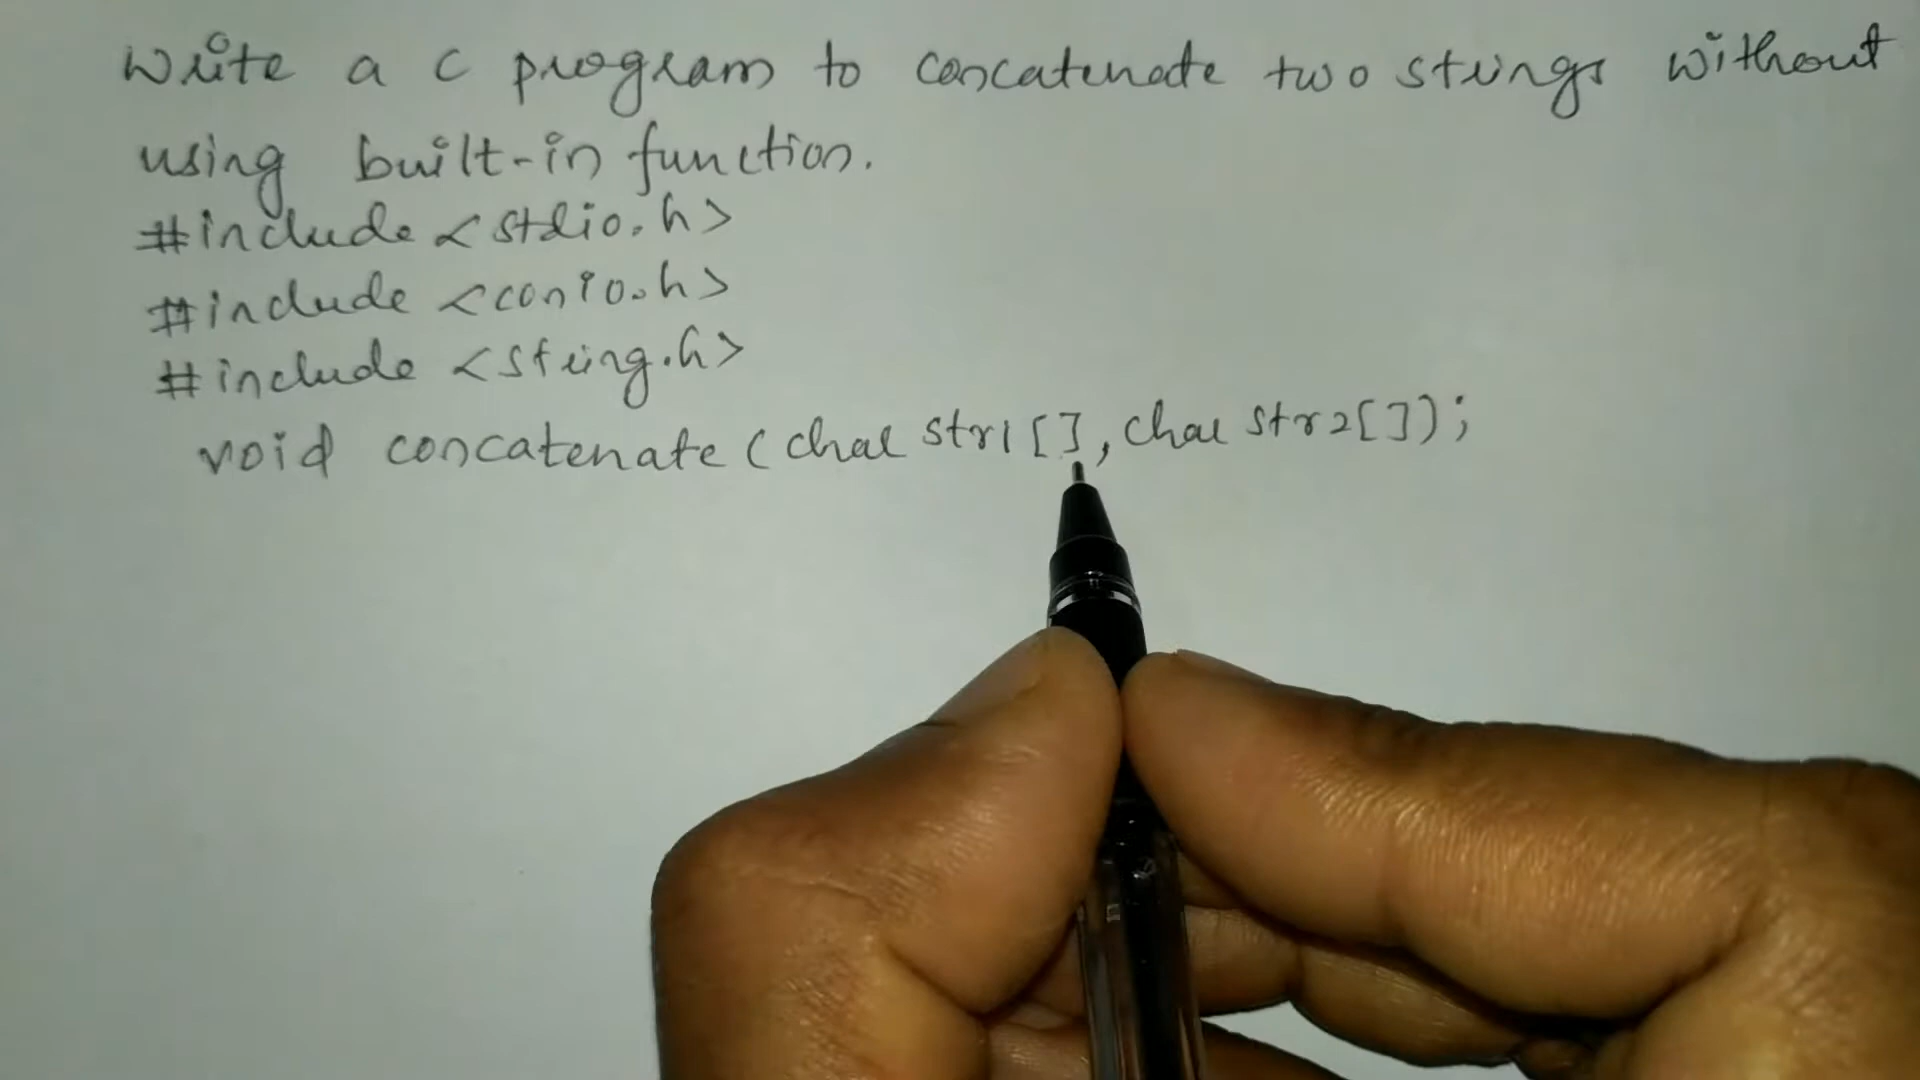 Write a C program to concatenate two strings without
using built-in function.
#include <stdio.h>
#include <conio.h>
#include <string.h>
void concatenate (char str1[], char str2[]);